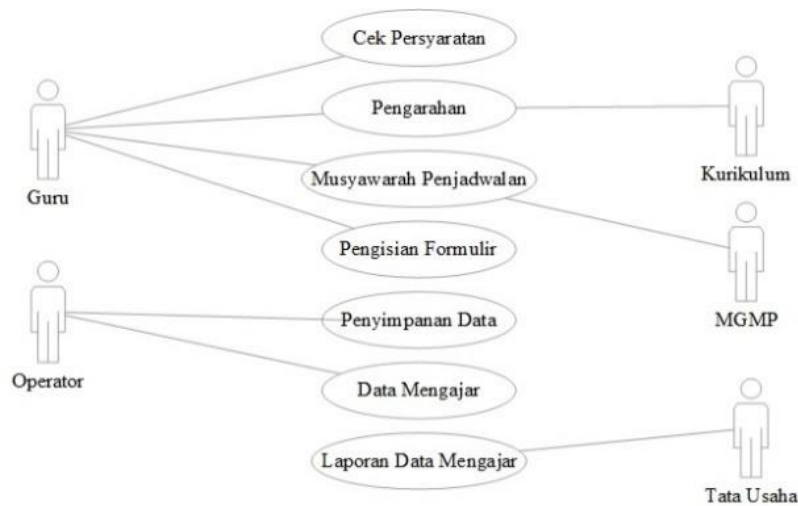 Cek Persyaratan
Pengarahan
Musyawarah Penjadwalan
Pengisian Formulir
Penyimpanan Data
Data Mengajar
Laporan Data Mengajar
Guru
Operator
Kurikulum
MGMP
Tata Usaha